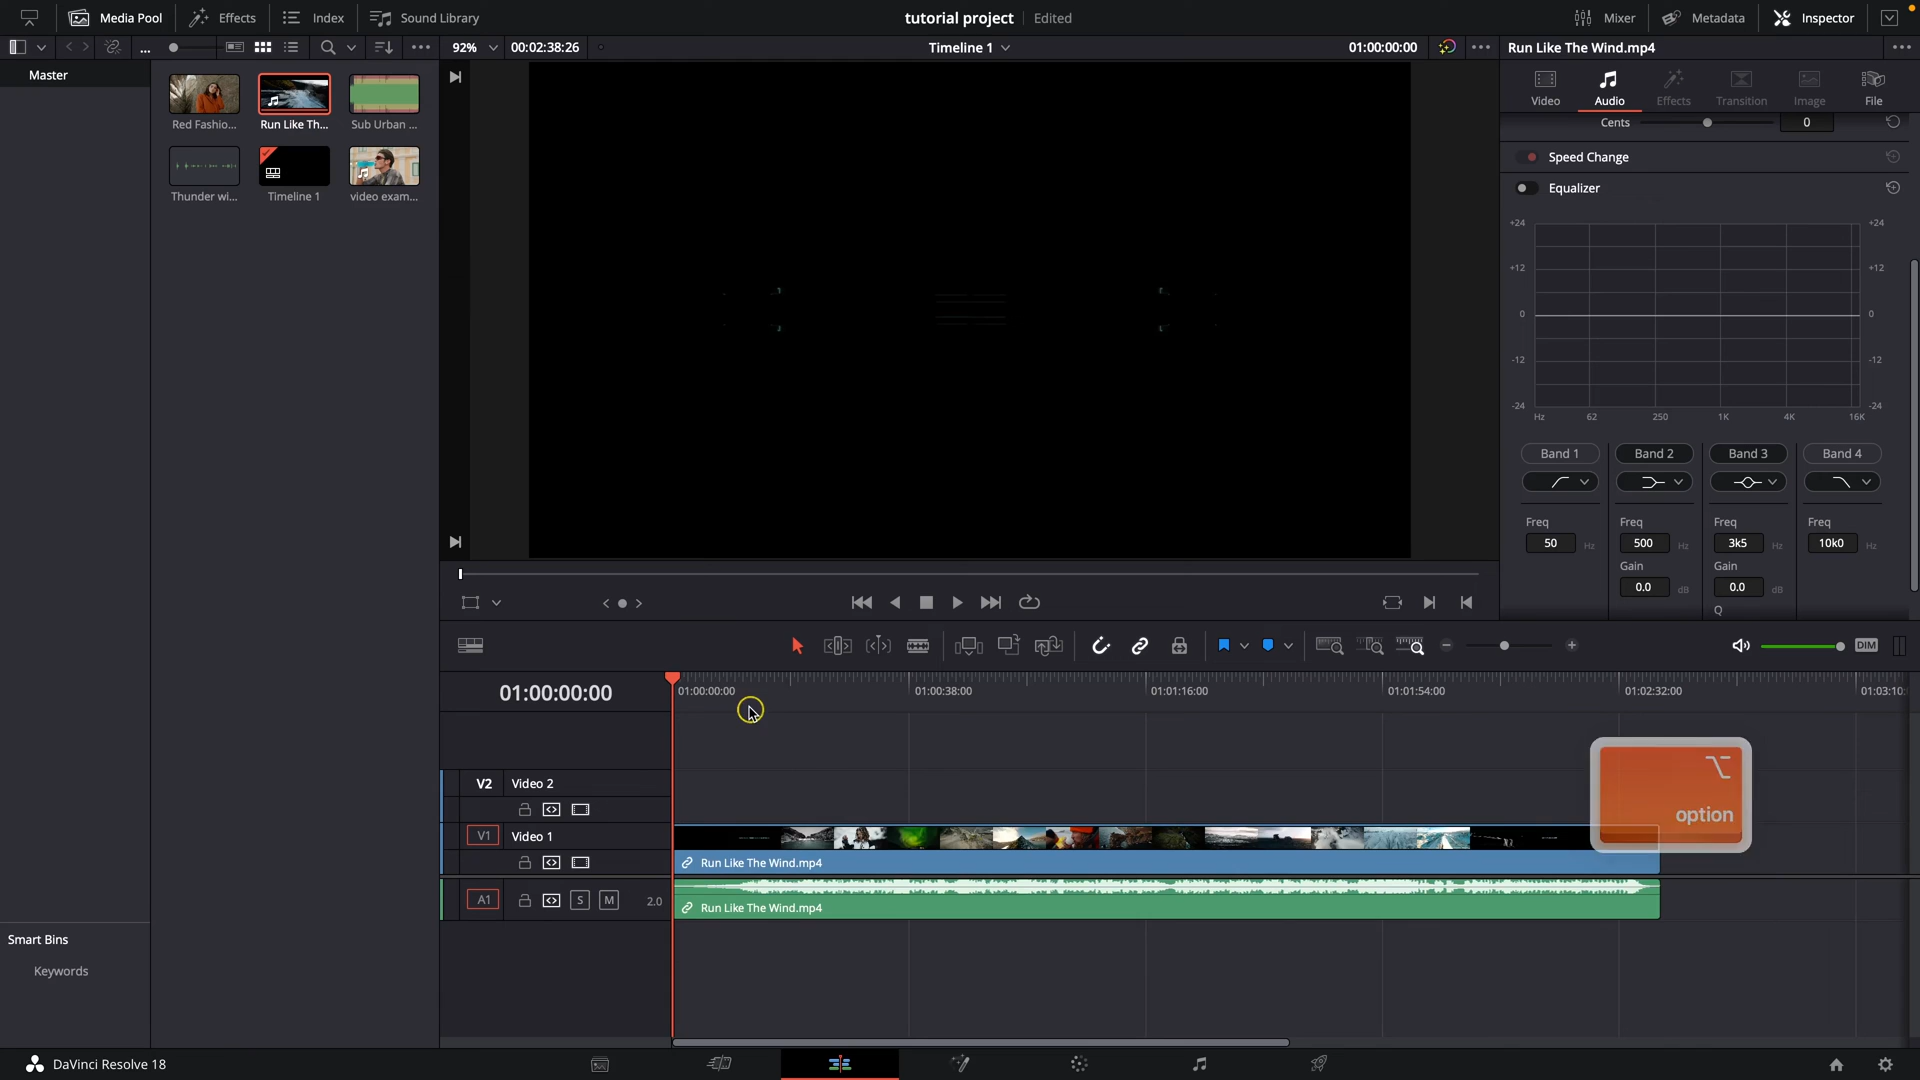 Media Pool
Effects
Index
Sound Library
tutorial project
Edited
Mixer
Metadata
Inspector
...
92%
00:02:38:26
Timeline 1
01:00:00:00
Run Like The Wind.mp4
Master
Red Fashio...
Run Like Th...
Sub Urban ...
Thunder wi...
Timeline 1
video exam...
Video
Audio
Effects
Transition
Image
File
Cents
0
Speed Change
Equalizer
+24
+24
+12
+12
0
0
-12
-12
-24
-24
Hz
62
250
1K
4K
16K
Band 1
Band 2
Band 3
Band 4
Freq
Freq
Freq
Freq
50
Hz
500
Hz
3k5
Hz
10k0
Hz
Gain
Gain
0.0
dB
0.0
dB
Q
DIM
01:00:00:00
01:00:00:00
01:00:38:00
01:01:16:00
01:01:54:00
01:02:32:00
01:03:10:
V2
Video 2
V1
Video 1
Run Like The Wind.mp4
A1
S
M
2.0
Run Like The Wind.mp4
option
Smart Bins
Keywords
DaVinci Resolve 18